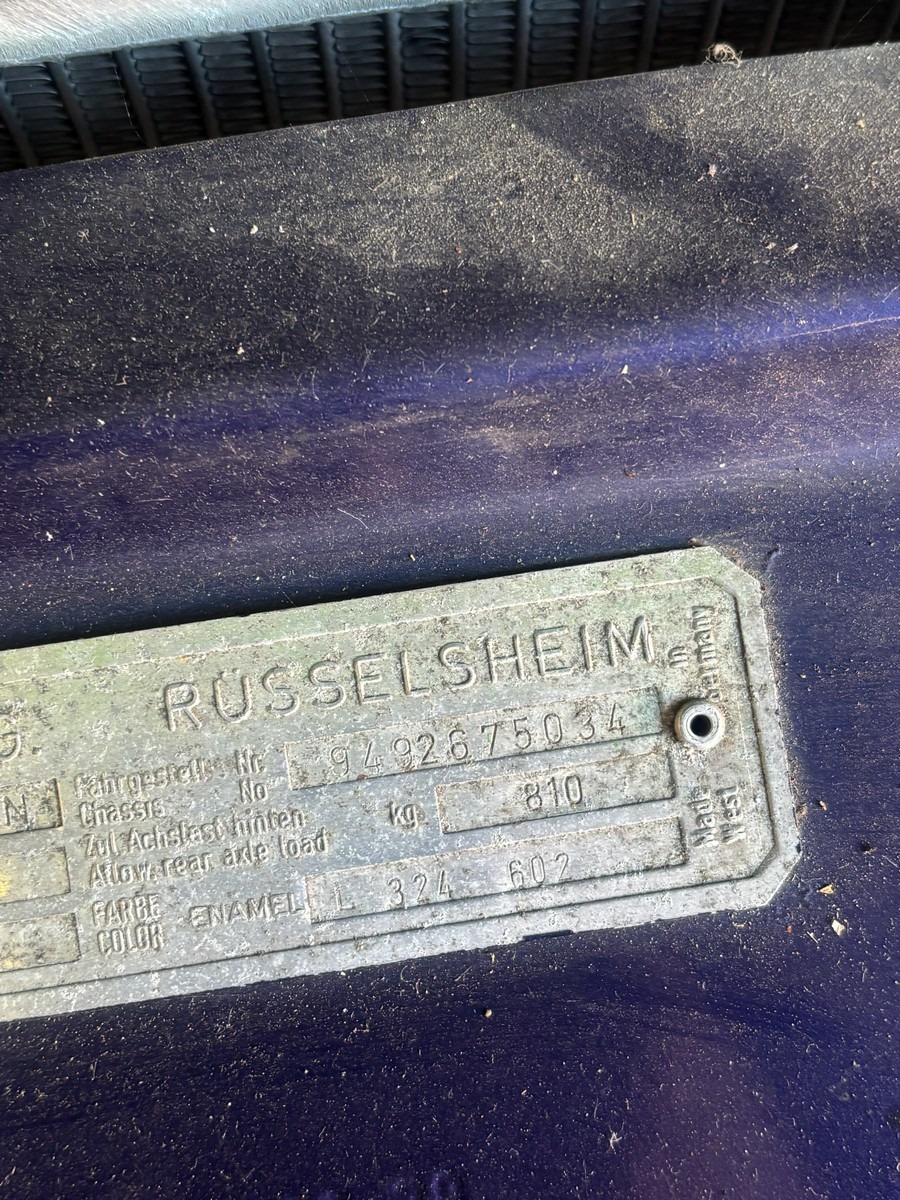 G.
RÜSSELSHEIM
N
Fahrgestell Nr.
Chassis No
9492675034
Zul. Achslast hinten
Allow. rear axle load
kg
810
FARBE
COLOR
ENAMEL
L 324 602
Made in
West Germany